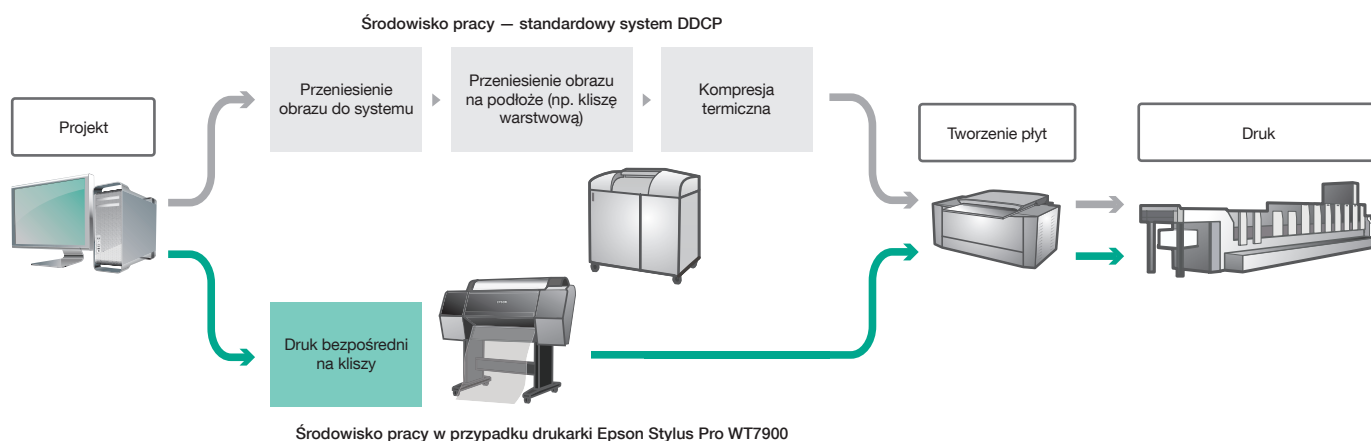 Środowisko pracy — standardowy system DDCP
Projekt
Przeniesienie
obrazu do systemu
Przeniesienie obrazu
na podłoże (np. kliszę
warstwową)
Kompresja
termiczna
Tworzenie płyt
Druk
Druk bezpośredni
na kliszy
EPSON
Środowisko pracy w przypadku drukarki Epson Stylus Pro WT7900